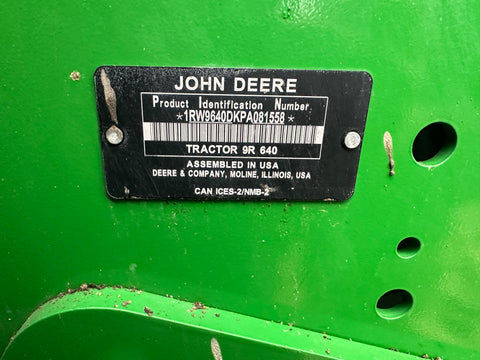 JOHN DEERE
Product Identification Number
*1RW9640DKPA081558*
TRACTOR 9R 640
ASSEMBLED IN USA
DEERE & COMPANY, MOLINE, ILLINOIS, USA
CAN ICES-2/NMB-2